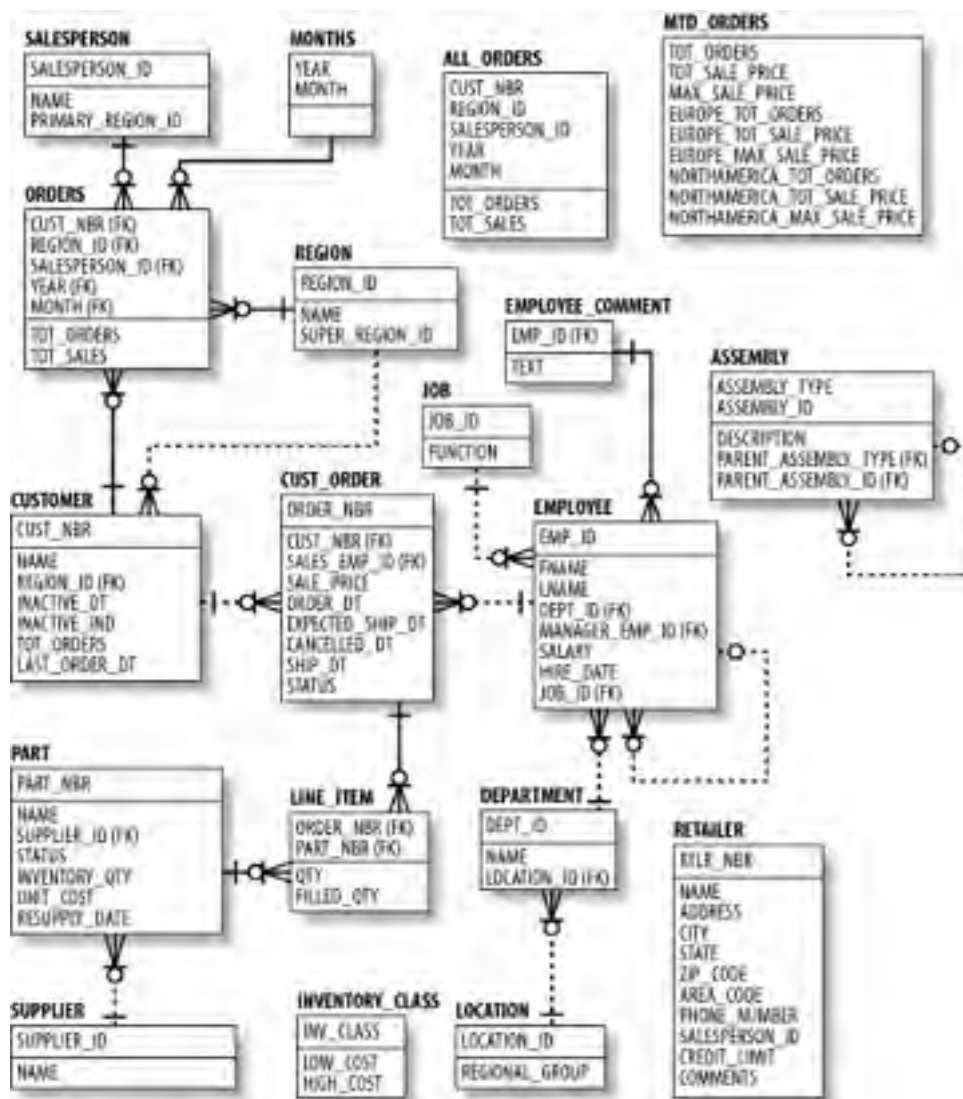 SALESPERSON
SALESPERSON_ID
NAME
PRIMARY_REGION_ID
MONTHS
YEAR
MONTH
ALL_ORDERS
CUST_NBR
REGION_ID
SALESPERSON_ID
YEAR
MONTH
TOT_ORDERS
TOT_SALES
MTD_ORDERS
TOT_ORDERS
TOT_SALE_PRICE
MAX_SALE_PRICE
EUROPE_TOT_ORDERS
EUROPE_TOT_SALE_PRICE
EUROPE_MAX_SALE_PRICE
NORTHAMERICA_TOT_ORDERS
NORTHAMERICA_TOT_SALE_PRICE
NORTHAMERICA_MAX_SALE_PRICE
ORDERS
CUST_NBR (FK)
REGION_ID (FK)
SALESPERSON_ID (FK)
YEAR (FK)
MONTH (FK)
TOT_ORDERS
TOT_SALES
REGION
REGION_ID
NAME
SUPER_REGION_ID
EMPLOYEE_COMMENT
EMP_ID (FK)
TEXT
ASSEMBLY
ASSEMBLY_TYPE
ASSEMBLY_ID
DESCRIPTION
PARENT_ASSEMBLY_TYPE (FK)
PARENT_ASSEMBLY_ID (FK)
JOB
JOB_ID
FUNCTION
CUSTOMER
CUST_NBR
NAME
REGION_ID (FK)
INACTIVE_DT
INACTIVE_IND
TOT_ORDERS
LAST_ORDER_DT
CUST_ORDER
ORDER_NBR
CUST_NBR (FK)
SALES_EMP_ID (FK)
SALE_PRICE
ORDER_DT
EXPECTED_SHIP_DT
CANCELLED_DT
SHIP_DT
STATUS
EMPLOYEE
EMP_ID
FNAME
LNAME
DEPT_ID (FK)
MANAGER_EMP_ID (FK)
SALARY
HIRE_DATE
JOB_ID (FK)
PART
PART_NBR
NAME
SUPPLIER_ID (FK)
STATUS
INVENTORY_QTY
UNIT_COST
RESUPPLY_DATE
LINE_ITEM
ORDER_NBR (FK)
PART_NBR (FK)
QTY
FILLED_QTY
DEPARTMENT
DEPT_ID
NAME
LOCATION_ID (FK)
RETAILER
RTLR_NBR
NAME
ADDRESS
CITY
STATE
ZIP_CODE
AREA_CODE
PHONE_NUMBER
SALESPERSON_ID
CREDIT_LIMIT
COMMENTS
SUPPLIER
SUPPLIER_ID
NAME
INVENTORY_CLASS
INV_CLASS
LOW_COST
HIGH_COST
LOCATION
LOCATION_ID
REGIONAL_GROUP